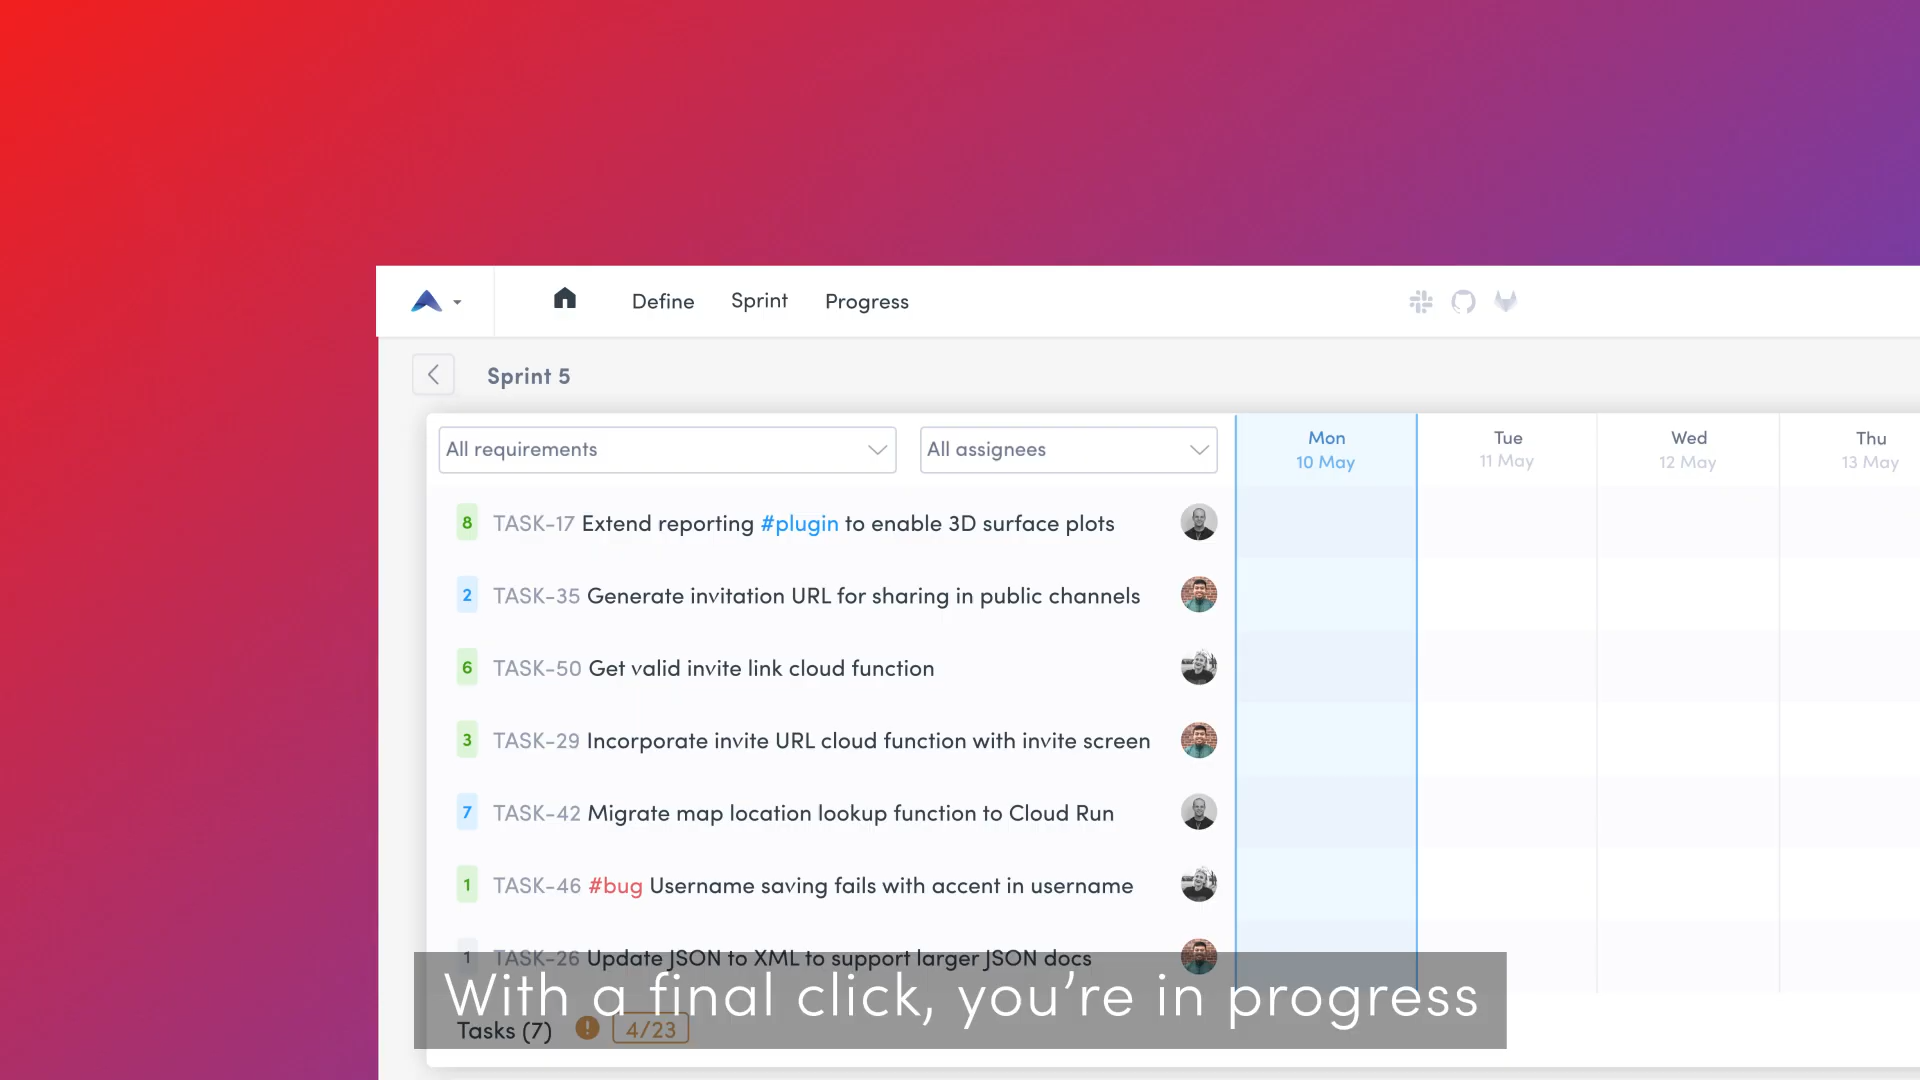 Define Sprint Progress
Sprint 5
All requirements All assignees Mon Tue Wed Thu
10 May 11 May 12 May 13 May
8 TASK-17 Extend reporting #plugin to enable 3D surface plots
2 TASK-35 Generate invitation URL for sharing in public channels
6 TASK-50 Get valid invite link cloud function
3 TASK-29 Incorporate invite URL cloud function with invite screen
7 TASK-42 Migrate map location lookup function to Cloud Run
1 TASK-46 #bug Username saving fails with accent in username
1 TASK-26 Update JSON to XML to support larger JSON docs
With a final click, you’re in progress
Tasks (7) ! 4/23